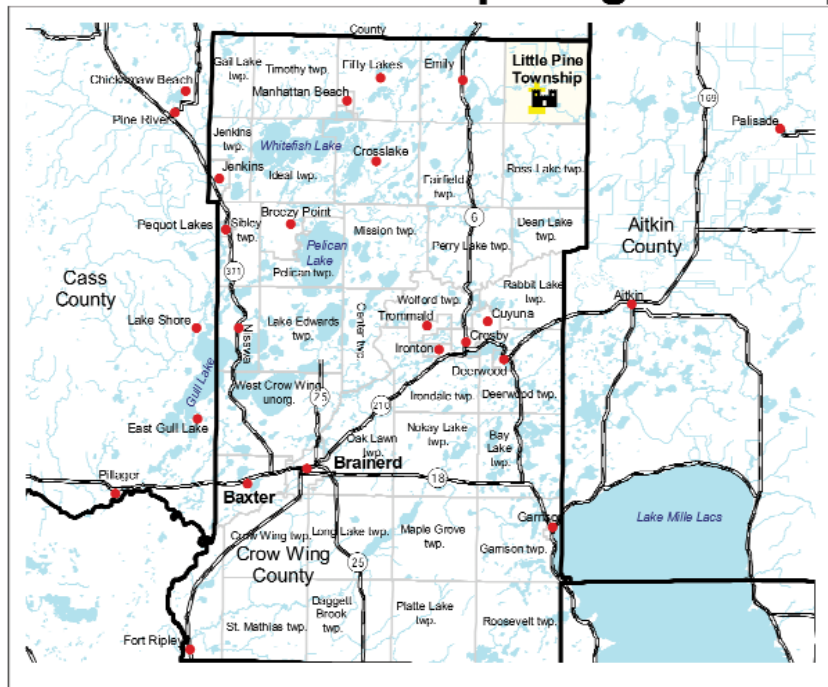 County
Gail Lake
twp.
Timothy twp.
Fifty Lakes
Emily
Little Pine
Township
Chickamaw Beach
Manhattan Beach
169
Pine River
Palisade
Jenkins
twp.
Whitefish Lake
Crosslake
Jenkins
Ideal twp.
Fairfield
twp.
Ross Lake twp.
Pequot Lakes
Sibley
twp.
Breezy Point
Mission twp.
6
Dean Lake
twp.
Aitkin
County
Pelican
Lake
Perry Lake twp.
Cass
County
371
Pelican twp.
Rabbit Lake
twp.
Wolford twp.
Aitkin
Lake Shore
Nisswa
Lake Edwards
twp.
Center twp.
Trommald
Cuyuna
Crosby
Ironton
Deerwood
Gull Lake
West Crow Wing
unorg.
25
210
Irondale twp.
Deerwood twp.
East Gull Lake
Oak Lawn
twp.
Nokay Lake
twp.
Bay
Lake
twp.
Brainerd
Pillager
Baxter
18
Garrison
Lake Mille Lacs
Crow Wing twp.
Long Lake twp.
Maple Grove
twp.
Garrison twp.
Crow Wing
County
25
Daggett
Brook
twp.
Platte Lake
twp.
St. Mathias twp.
Roosevelt twp.
Fort Ripley